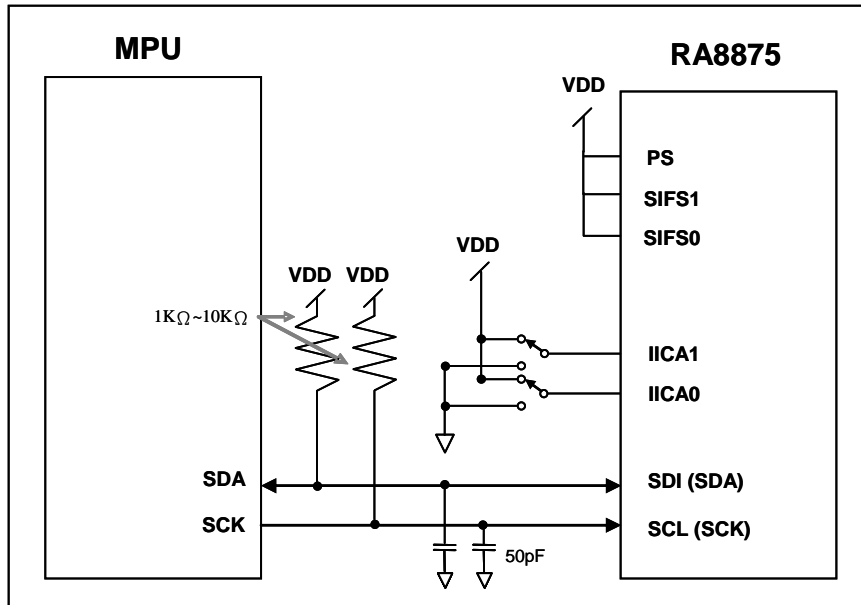 MPU
RA8875
VDD
PS
SIFS1
SIFS0
VDD
VDD
VDD
1KΩ~10KΩ
IICA1
IICA0
SDA
SDI (SDA)
SCK
SCL (SCK)
50pF